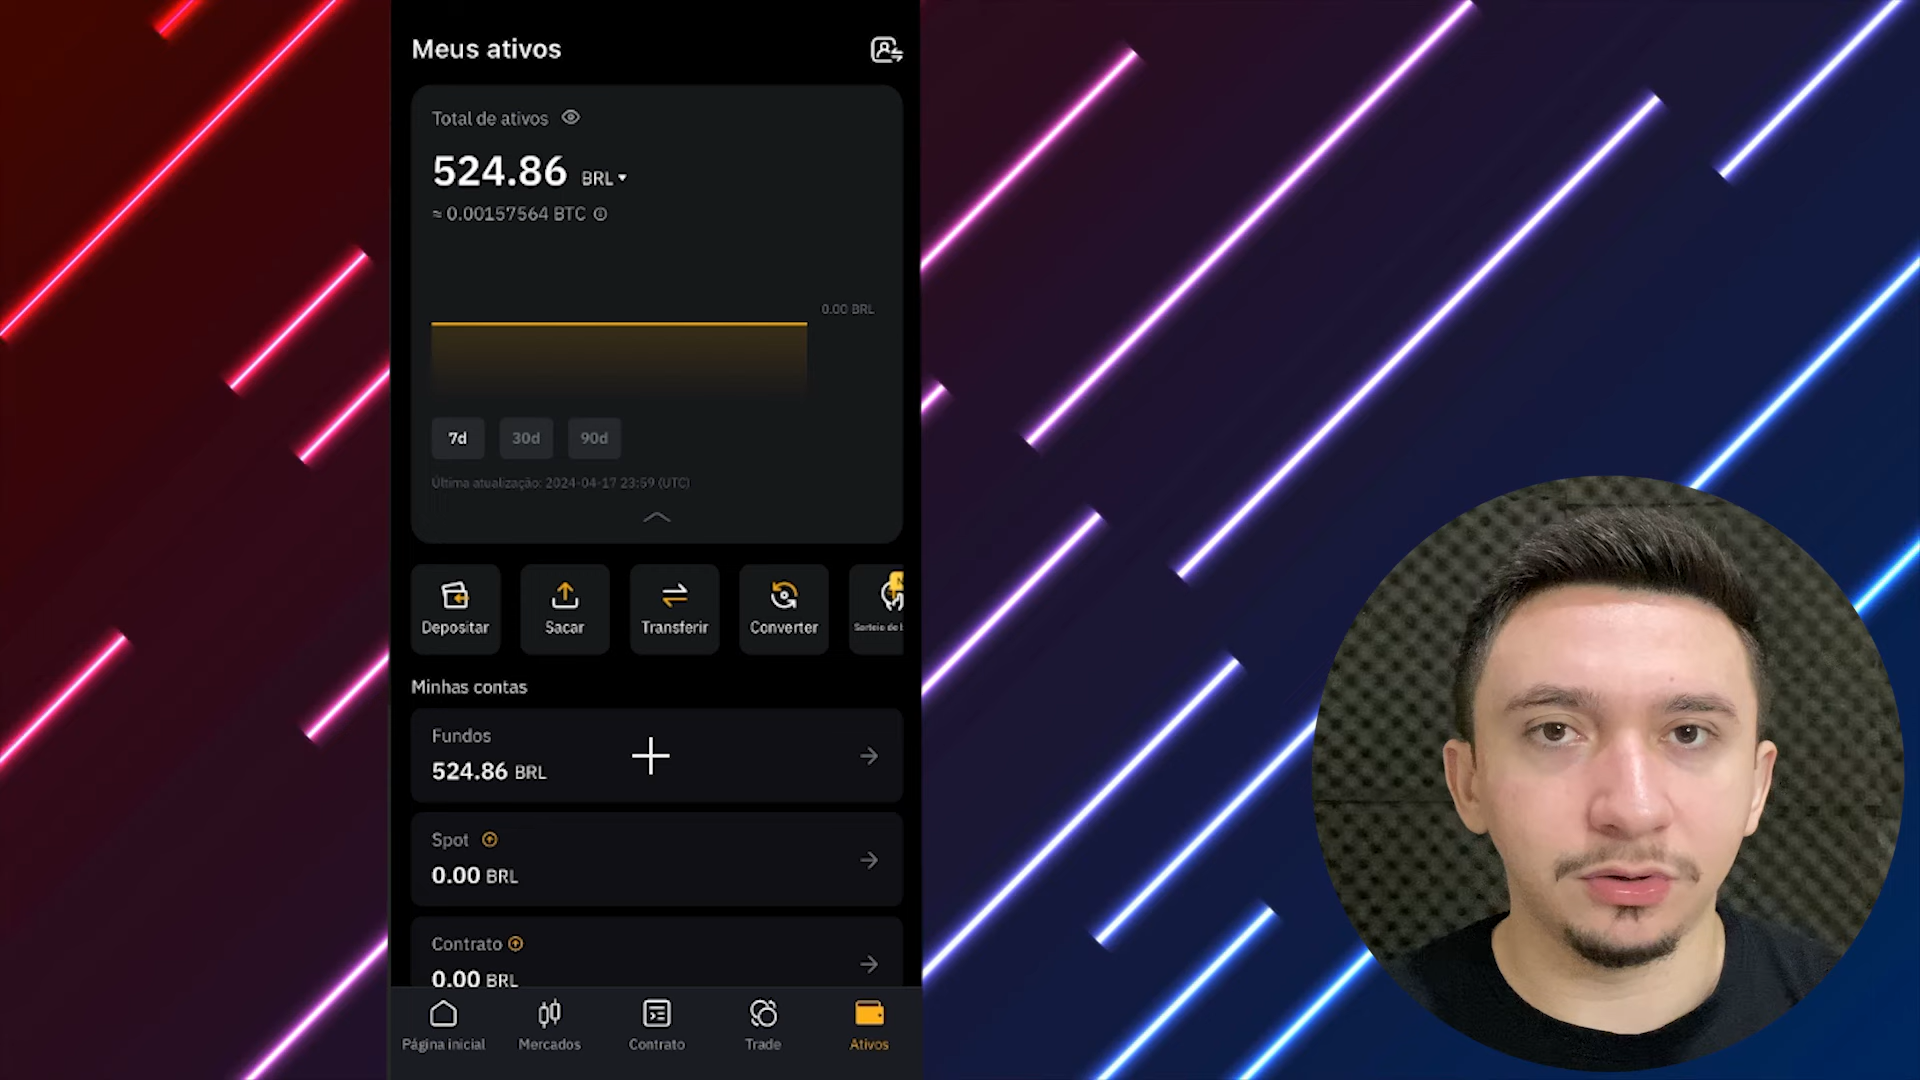 Meus ativos
Total de ativos
524.86 BRL
≈ 0.00157564 BTC
0.00 BRL
7d 30d 90d
Última atualização: 2024-04-17 23:59 (UTC)
Depositar Sacar Transferir Converter Sorteio de
Minhas contas
Fundos
524.86 BRL
Spot
0.00 BRL
Contrato
0.00 BRL
Página inicial Mercados Contrato Trade Ativos